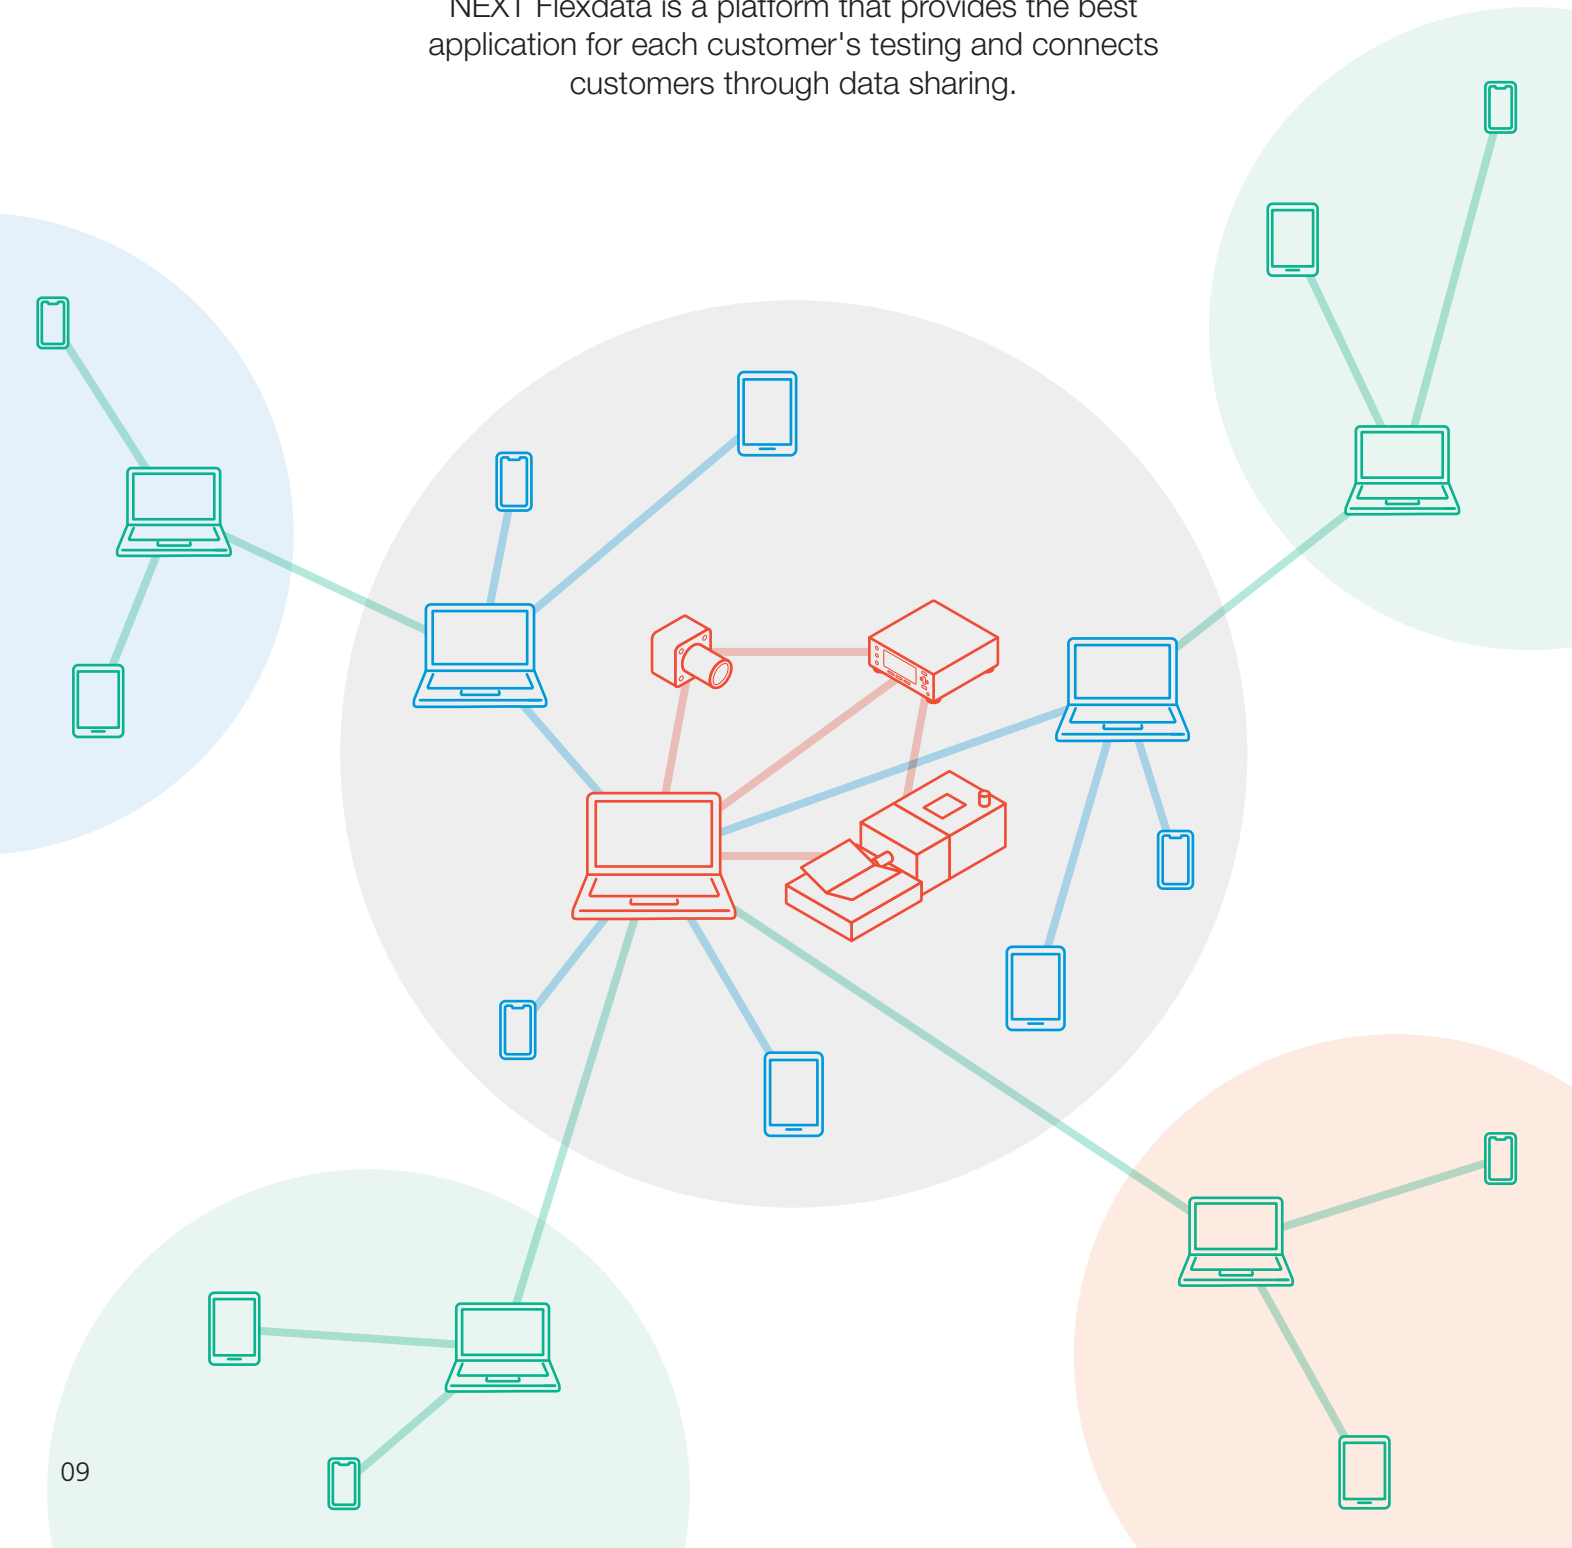 NEXT Flexdata is a platform that provides the best
application for each customer's testing and connects
customers through data sharing.
09